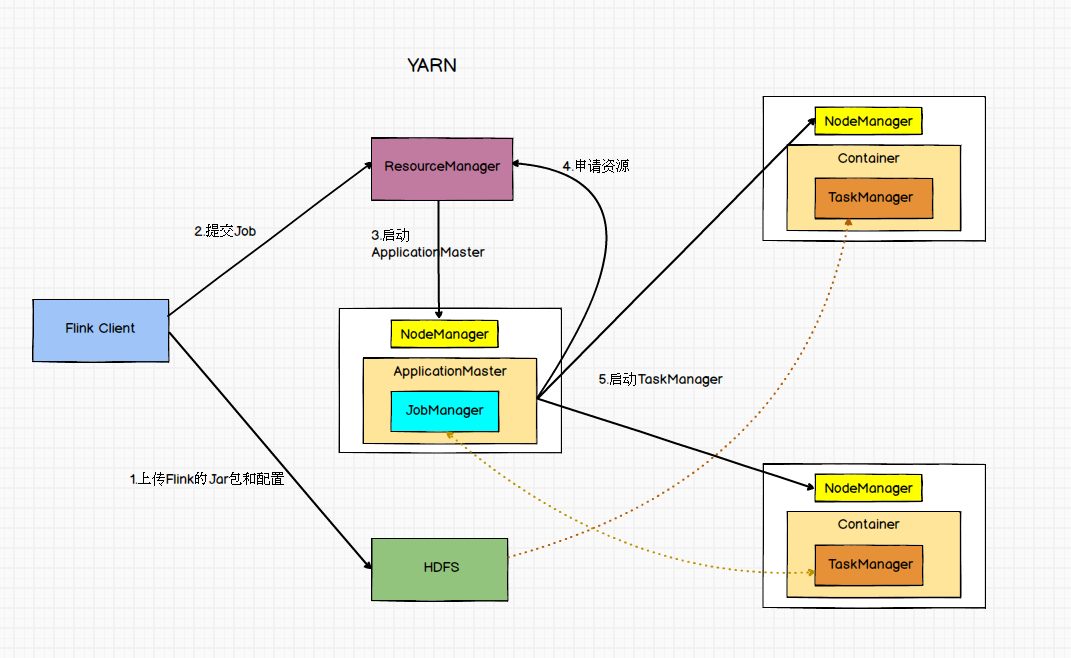 YARN
NodeManager
Container
TaskManager
ResourceManager
4.申请资源
2.提交Job
3.启动
ApplicationMaster
Flink Client
NodeManager
ApplicationMaster
JobManager
5.启动TaskManager
1.上传Flink的Jar包和配置
NodeManager
Container
TaskManager
HDFS